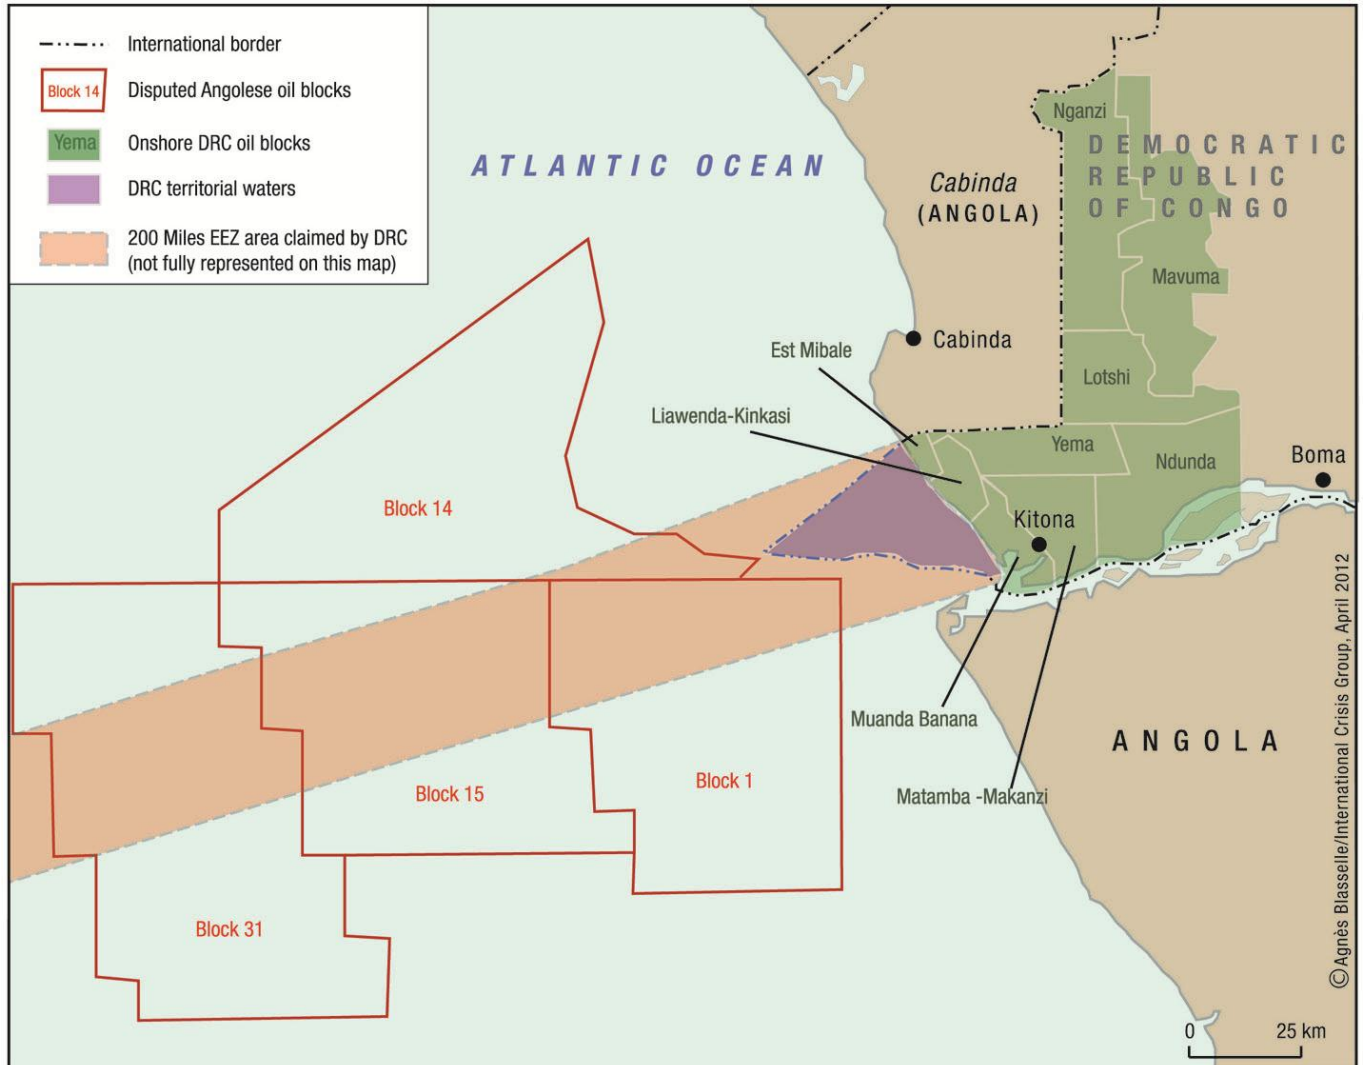 International border
Block 14
Disputed Angolese oil blocks
Yema
Onshore DRC oil blocks
DRC territorial waters
200 Miles EEZ area claimed by DRC
(not fully represented on this map)
ATLANTIC OCEAN
Nganzi
DEMOCRATIC
REPUBLIC
OF CONGO
Cabinda
(ANGOLA)
Mavuma
Cabinda
Est Mibale
Lotshi
Liawenda-Kinkasi
Yema
Ndunda
Boma
Block 14
Kitona
Muanda Banana
ANGOLA
Block 15
Block 1
Matamba -Makanzi
Block 31
©Agnès Blasselle/International Crisis Group, April 2012
0 25 km